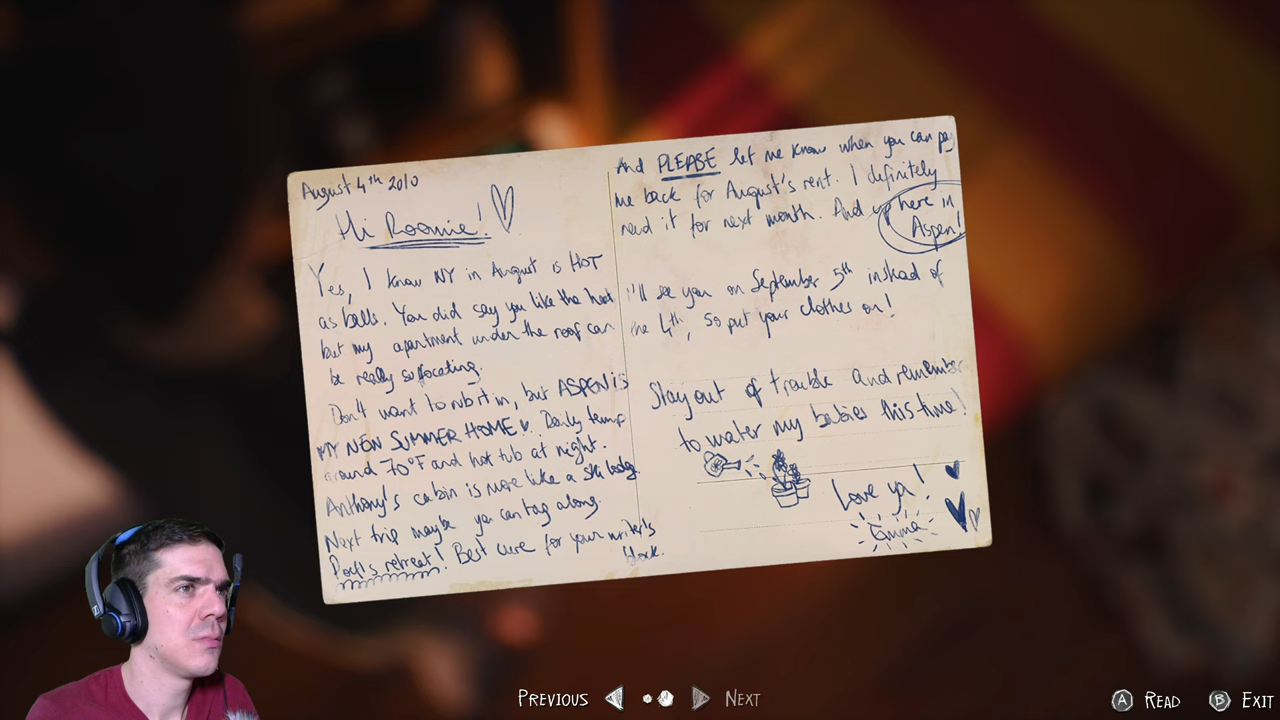 August 4th 2010
Hi Roomie!
Yes, I know NY in August is HOT
as balls. You did say you like the heat
but my apartment under the roof can
be really suffocating.
Don't want to rub it in, but ASPEN IS
MY NEW SUMMER HOME. Daily temp
around 70°F and hot tub at night.
Anthony's cabin is more like a ski lodge
Next trip maybe you can tag along.
Poet's retreat! Best cure for your writer's
block.
And PLEASE let me know when you can pay
me back for August's rent. I definitely
need it for next month. And up here in
Aspen!
I'll see you on September 5th instead of
the 4th, so put your clothes on!
Stay out of trouble and remember
to water my babies this time!
Love ya!
Emma
PREVIOUS NEXT
A READ B EXIT